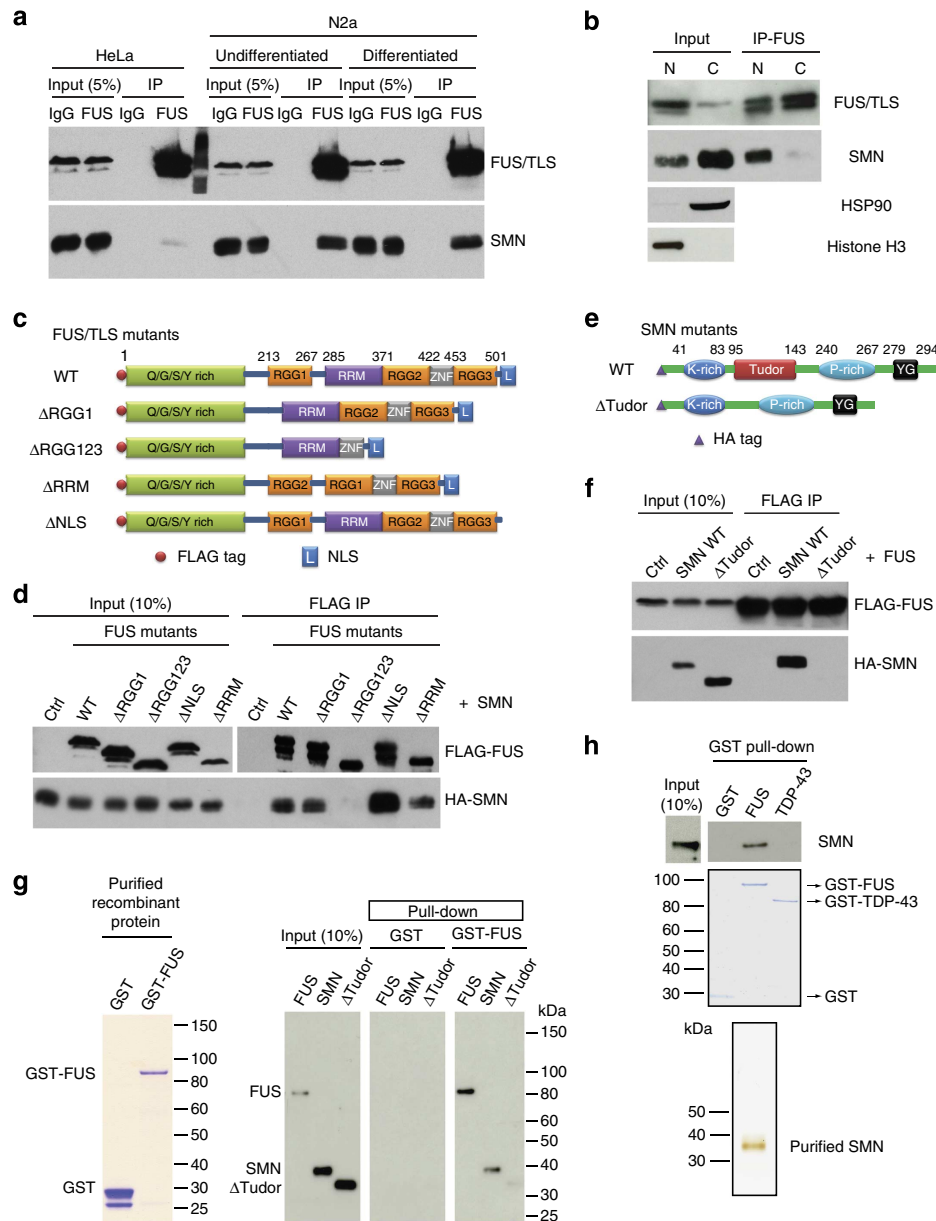 a
N2a
HeLa
Undifferentiated Differentiated
Input (5%) IP Input (5%) IP Input (5%) IP
IgG FUS IgG FUS IgG FUS IgG FUS IgG FUS IgG FUS
FUS/TLS
SMN
b
Input IP-FUS
N C N C
FUS/TLS
SMN
HSP90
Histone H3
c
FUS/TLS mutants
1 213 267 285 371 422 453 501
WT Q/G/S/Y rich RGG1 RRM RGG2 ZNF RGG3 L
ΔRGG1 Q/G/S/Y rich RRM RGG2 ZNF RGG3 L
ΔRGG123 Q/G/S/Y rich RRM ZNF L
ΔRRM Q/G/S/Y rich RGG2 RGG1 ZNF RGG3 L
ΔNLS Q/G/S/Y rich RGG1 RRM RGG2 ZNF RGG3
FLAG tag L NLS
d
Input (10%) FLAG IP
FUS mutants FUS mutants
Ctrl WT ΔRGG1 ΔRGG123 ΔNLS ΔRRM Ctrl WT ΔRGG1 ΔRGG123 ΔNLS ΔRRM + SMN
FLAG-FUS
HA-SMN
e
SMN mutants
41 83 95 143 240 267 279 294
WT K-rich Tudor P-rich YG
ΔTudor K-rich P-rich YG
HA tag
f
Input (10%) FLAG IP
Ctrl SMN WT ΔTudor Ctrl SMN WT ΔTudor + FUS
FLAG-FUS
HA-SMN
g
Purified
recombinant
protein
GST GST-FUS
150
100
80
60
50
40
30
25
GST-FUS
GST
Pull-down
Input (10%) GST GST-FUS
FUS SMN ΔTudor FUS SMN ΔTudor FUS SMN ΔTudor
kDa
150
100
80
60
50
40
30
25
FUS
SMN
ΔTudor
h
GST pull-down
Input
(10%)
GST FUS TDP-43
SMN
100
80
60
50
40
30
GST-FUS
GST-TDP-43
GST
kDa
50
40
30
Purified SMN